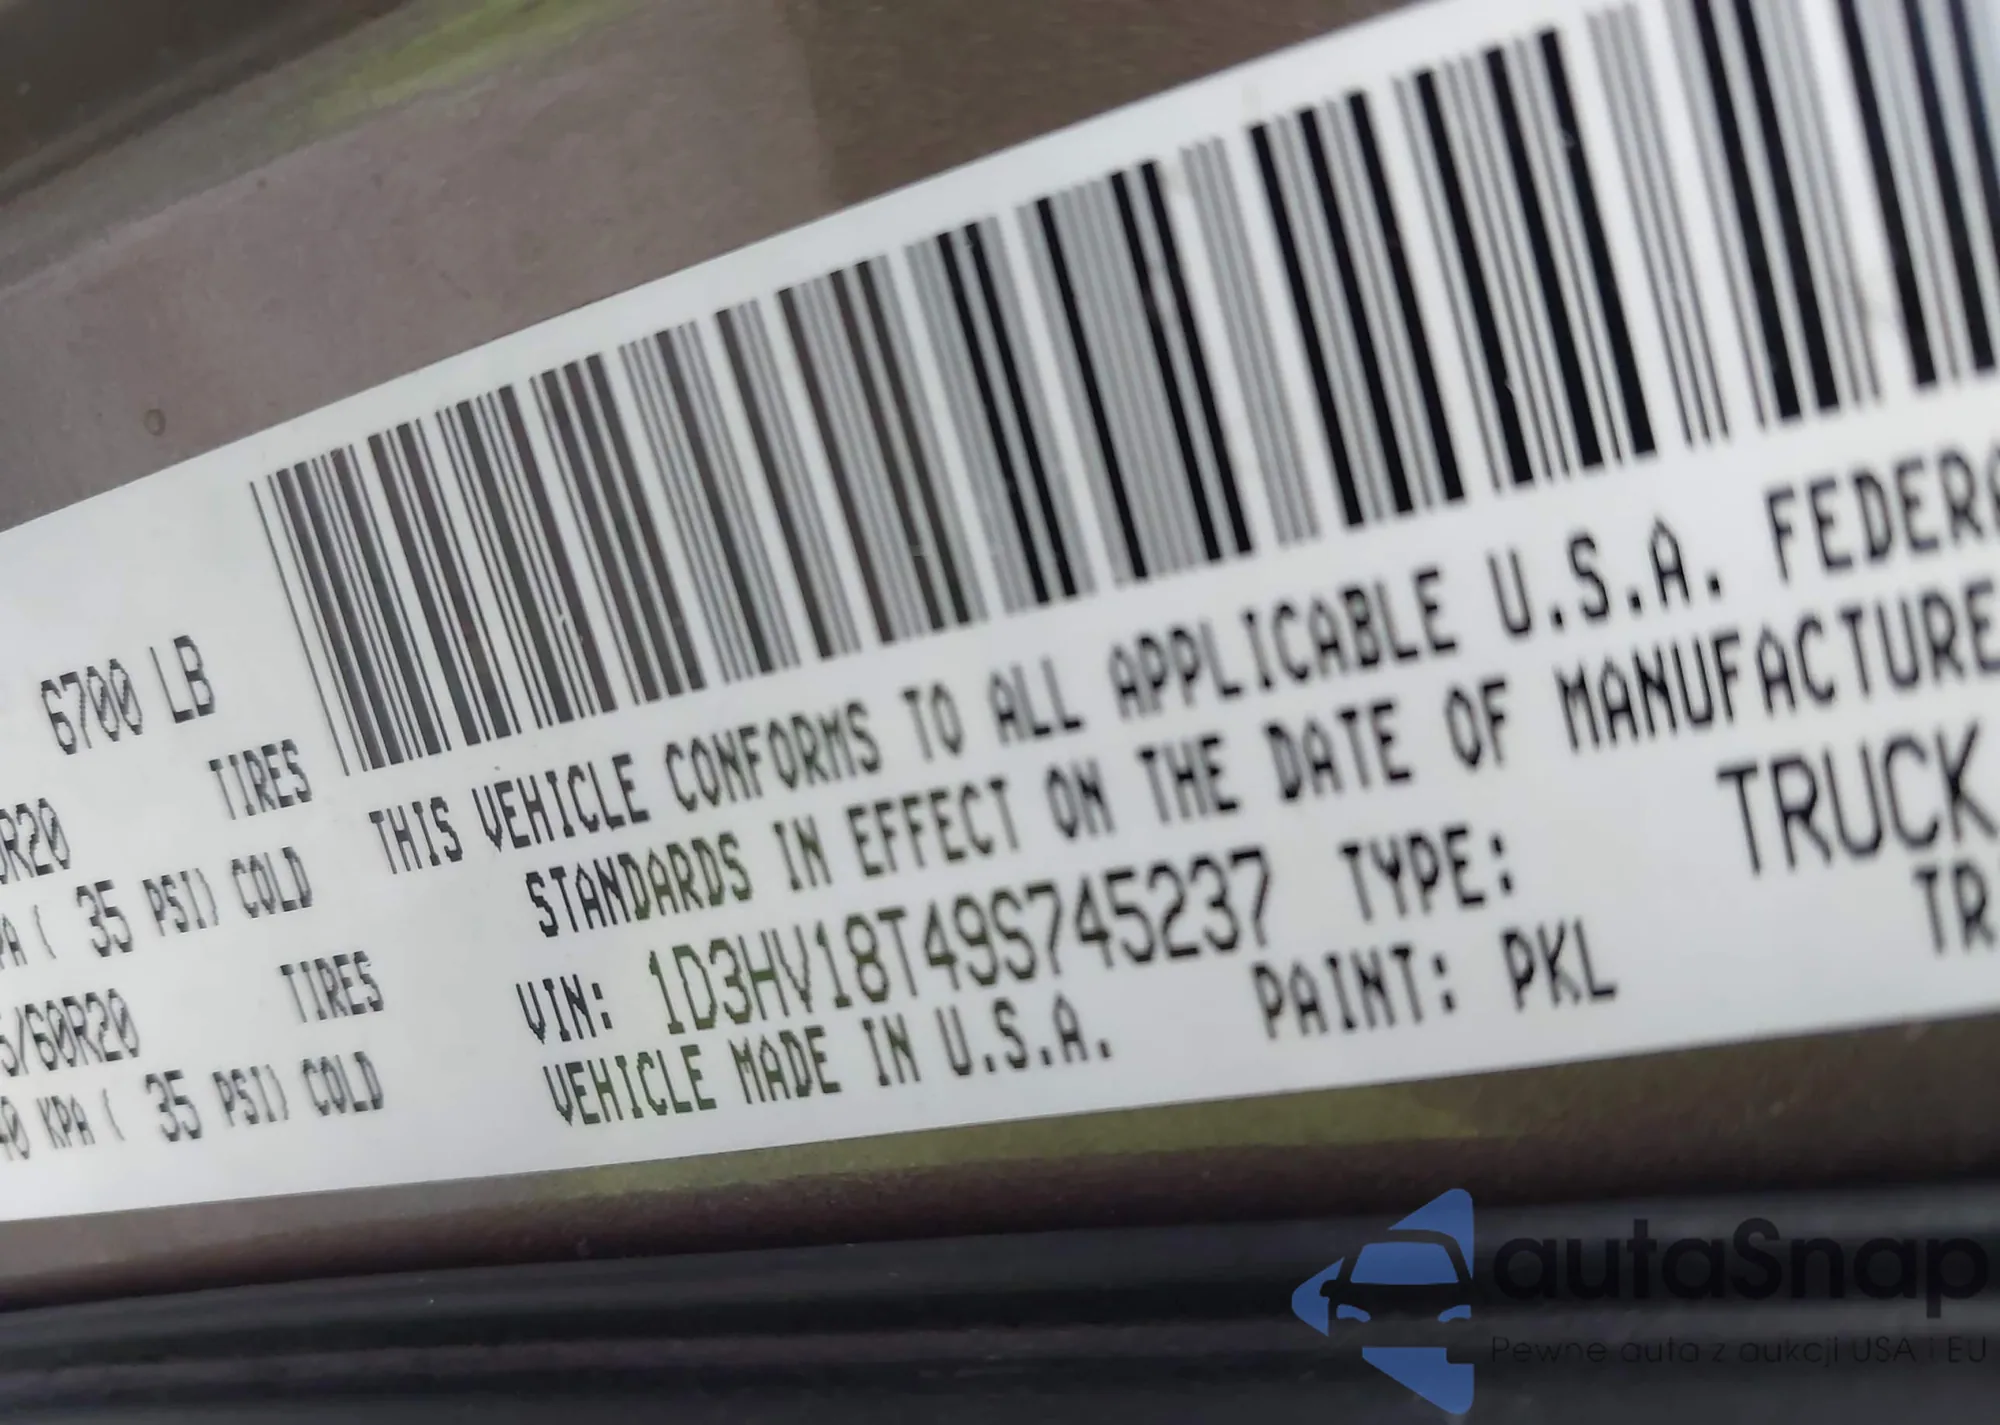 6700 LB
TIRES
R20
PA ( 35 PSI) COLD
TIRES
5/60R20
40 KPA ( 35 PSI) COLD
THIS VEHICLE CONFORMS TO ALL APPLICABLE U.S.A. FEDERA
STANDARDS IN EFFECT ON THE DATE OF MANUFACTURE
VIN: 1D3HV18T49S745237 TYPE: TRUCK
VEHICLE MADE IN U.S.A. PAINT: PKL TR
autaSnap
Pewne auta z aukcji USA i EU